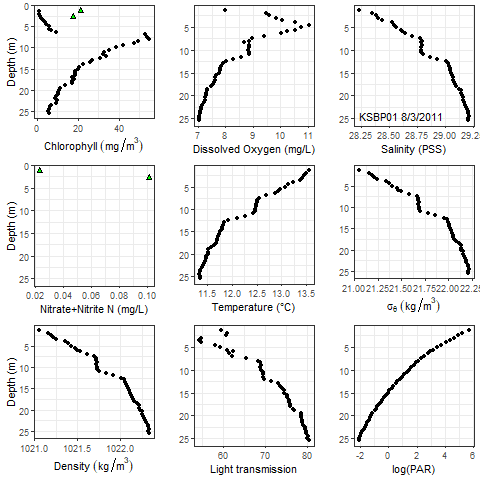 0
5
10
15
20
25
Depth (m)
0 20 40
Chlorophyll (mg/m³)
5
10
15
20
25
7 8 9 10 11
Dissolved Oxygen (mg/L)
5
10
15
20
25
KSBP01 8/3/2011
28.25 28.50 28.75 29.00 29.25
Salinity (PSS)
0
5
10
15
20
25
Depth (m)
0.02 0.04 0.06 0.08 0.10
Nitrate+Nitrite N (mg/L)
5
10
15
20
25
11.5 12.0 12.5 13.0 13.5
Temperature (°C)
5
10
15
20
25
21.00 21.25 21.50 21.75 22.00 22.25
σθ (kg/m³)
5
10
15
20
25
Depth (m)
1021.0 1021.5 1022.0
Density (kg/m³)
5
10
15
20
25
60 70 80
Light transmission
5
10
15
20
25
-2 0 2 4 6
log(PAR)